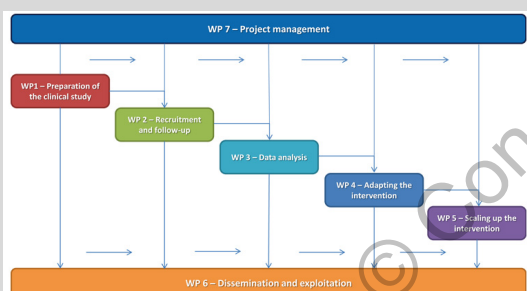 WP 7 – Project management
WP1 – Preparation of
the clinical study
WP 2 – Recruitment
and follow-up
WP 3 – Data analysis
WP 4 – Adapting the
intervention
WP 5 – Scaling up the
intervention
WP 6 – Dissemination and exploitation
© Con